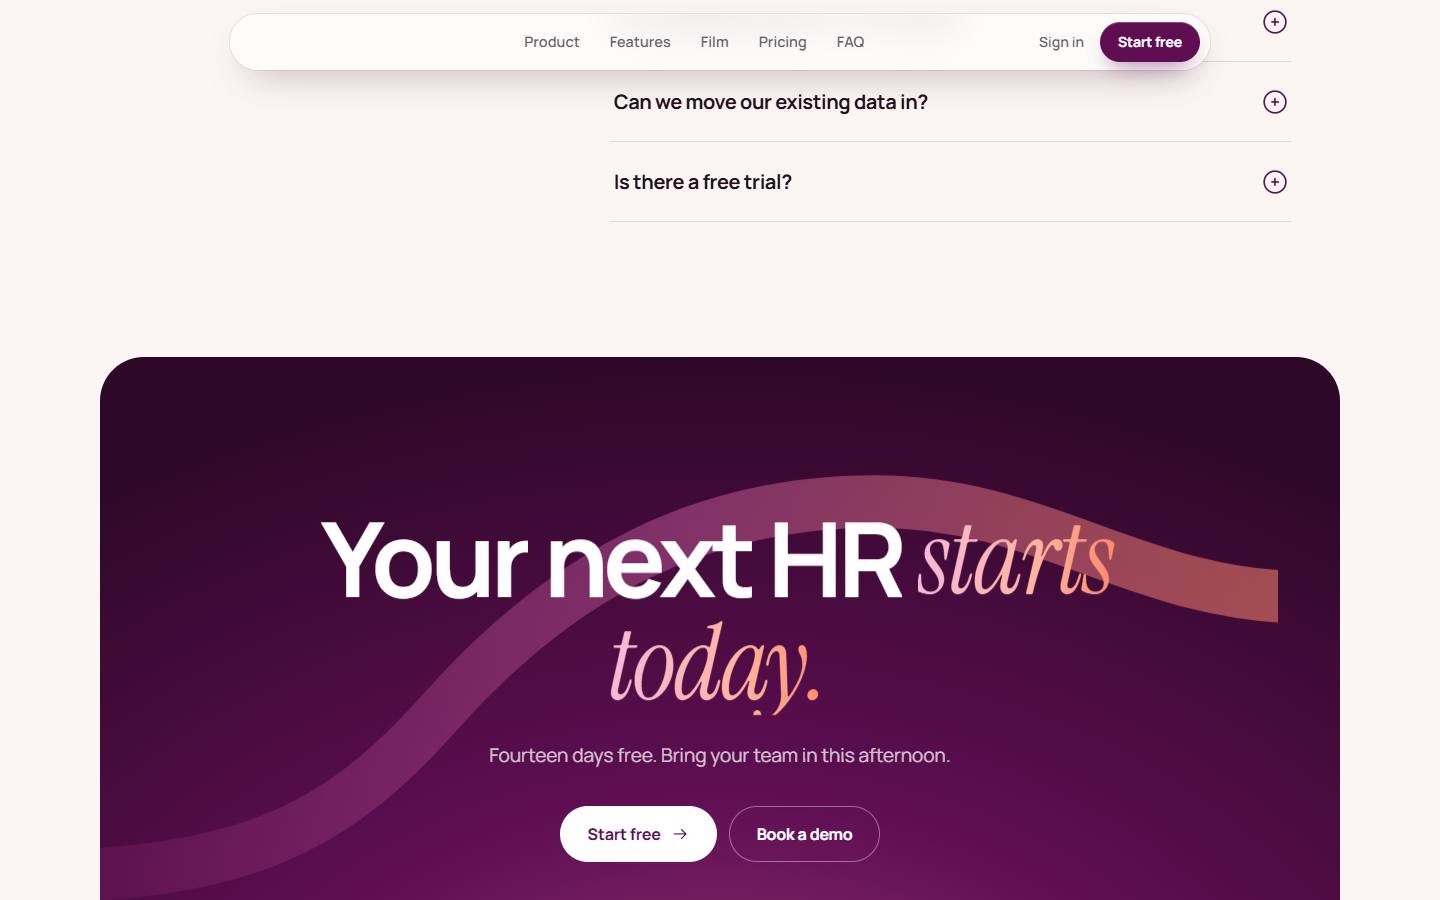 Product Features Film Pricing FAQ Sign in Start free
Can we move our existing data in?
Is there a free trial?
Your next HR starts
today.
Fourteen days free. Bring your team in this afternoon.
Start free → Book a demo